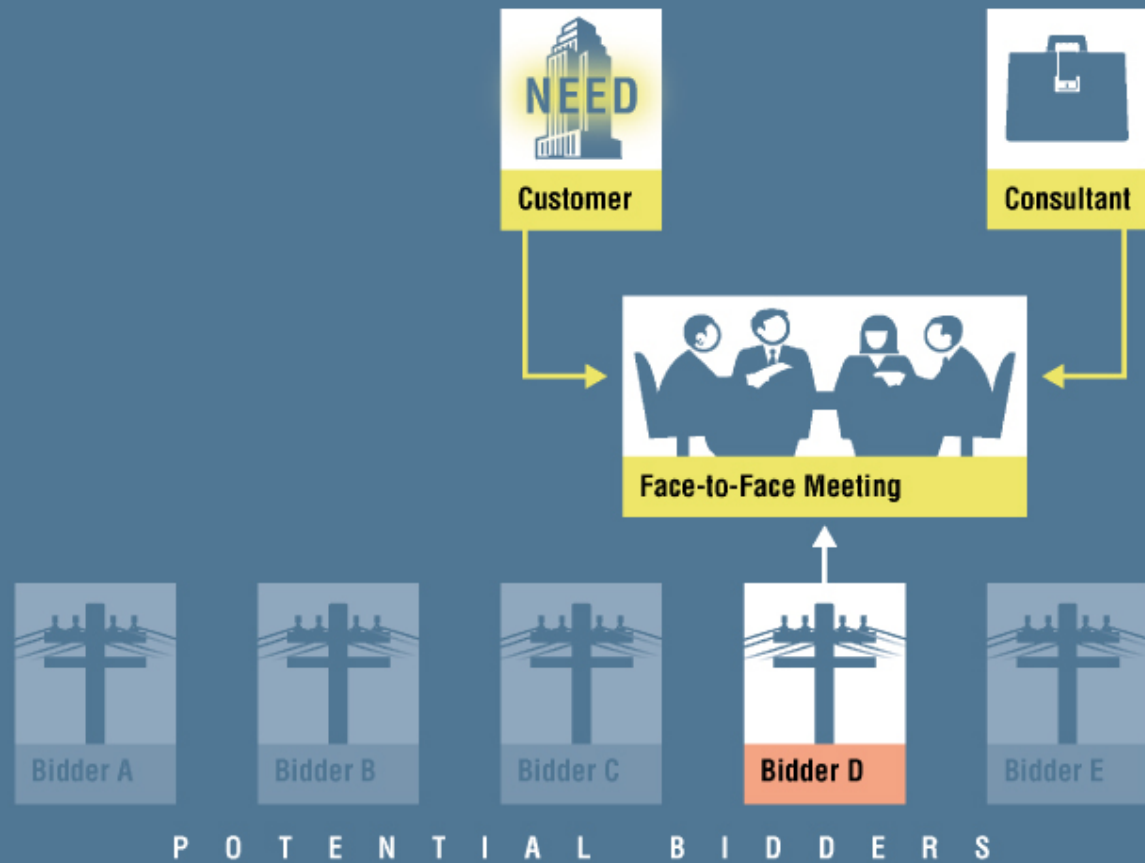 NEED
Customer
Consultant
Face-to-Face Meeting
Bidder A
Bidder B
Bidder C
Bidder D
Bidder E
POTENTIAL BIDDERS